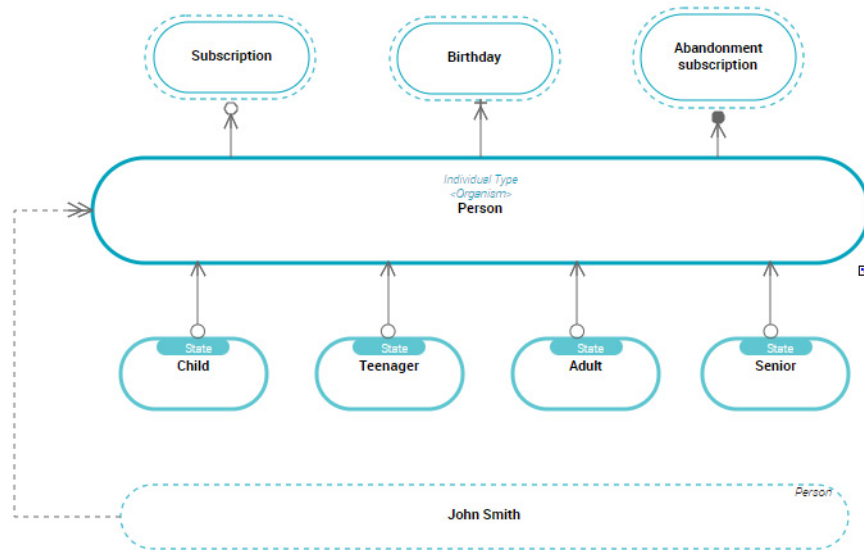 Subscription
Birthday
Abandonment
subscription
Individual Type
<Organism>
Person
State
Child
State
Teenager
State
Adult
State
Senior
Person
John Smith